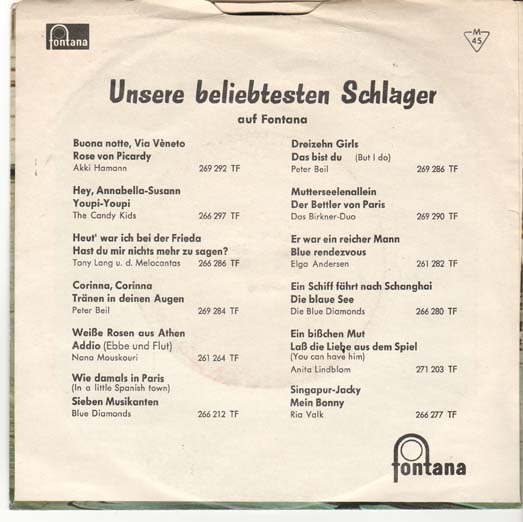 fontana
M
45
Unsere beliebtesten Schlager
auf Fontana
Buona notte, Via Vèneto
Rose von Picardy
Akki Hamann 269 292 TF
Hey, Annabella-Susann
Youpi-Youpi
The Candy Kids 266 297 TF
Heut' war ich bei der Frieda
Hast du mir nichts mehr zu sagen?
Tony Lang u. d. Melocantas 266 286 TF
Corinna, Corinna
Tränen in deinen Augen
Peter Beil 269 284 TF
Weiße Rosen aus Athen
Addio (Ebbe und Flut)
Nana Mouskouri 261 264 TF
Wie damals in Paris
(In a little Spanish town)
Sieben Musikanten
Blue Diamonds 266 212 TF
Dreizehn Girls
Das bist du (But I do)
Peter Beil 269 286 TF
Mutterseelenallein
Der Bettler von Paris
Das Birkner-Duo 269 290 TF
Er war ein reicher Mann
Blue rendezvous
Elga Andersen 261 282 TF
Ein Schiff fährt nach Schanghai
Die blaue See
Die Blue Diamonds 266 280 TF
Ein bißchen Mut
Laß die Liebe aus dem Spiel
(You can have him)
Anita Lindblom 271 203 TF
Singapur-Jacky
Mein Bonny
Ria Valk 266 277 TF
fontana